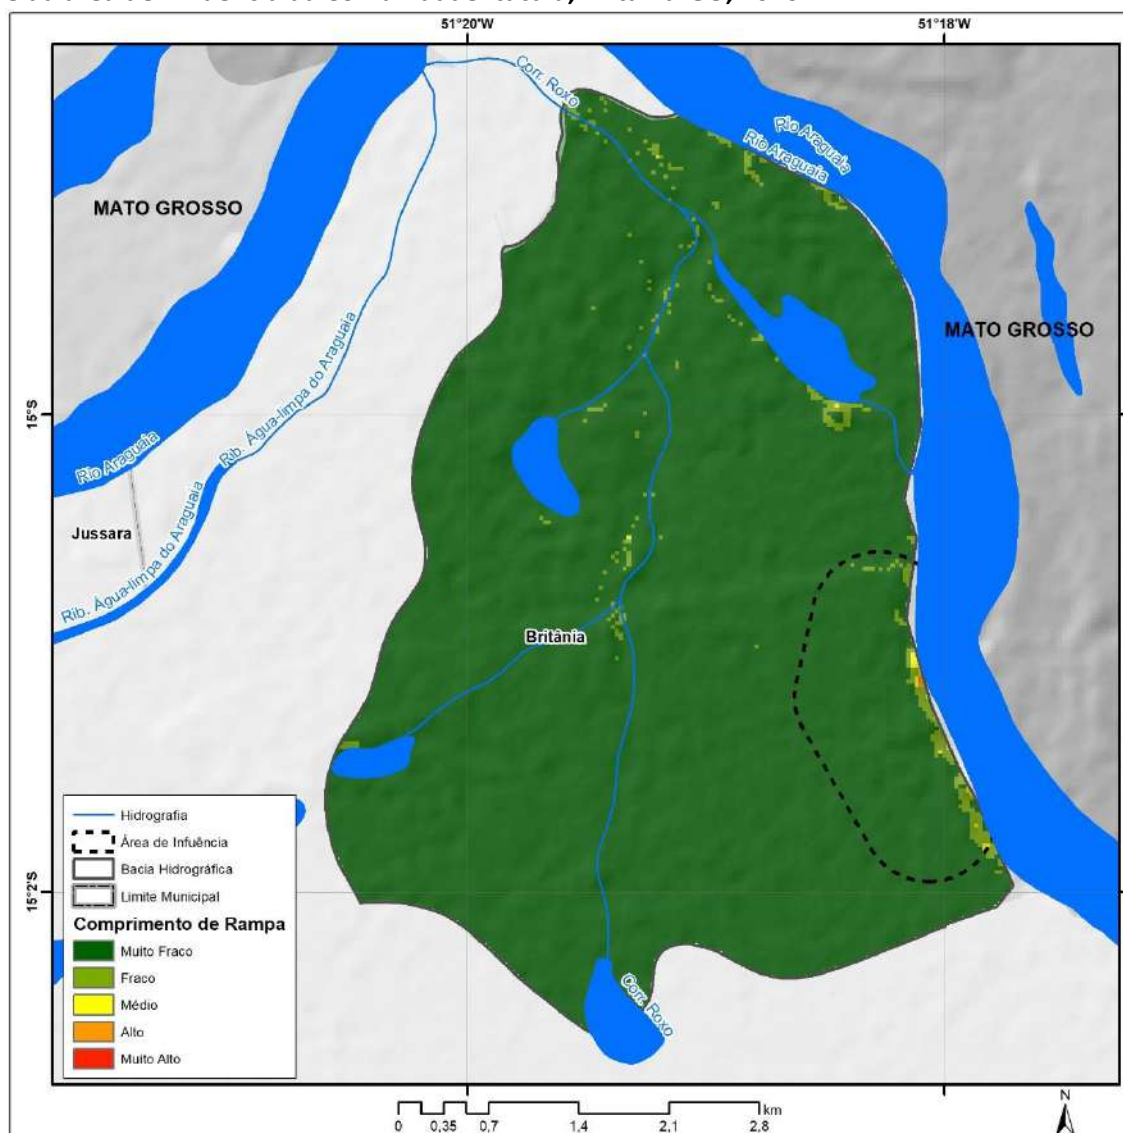 51°20'W
51°18'W
Corr. Roxo
Rio Araguaia
Rio Araguaia
MATO GROSSO
MATO GROSSO
Rib. Água-limpa do Araguaia
15°S
Rio Araguaia
Jussara
Rib. Água-limpa do Araguaia
Britânia
Hidrografia
Área de Infuência
Bacia Hidrográfica
Limite Municipal
15°2'S
Comprimento de Rampa
Muito Fraco
Fraco
Médio
Alto
Muito Alto
Corr. Roxo
N
km
0 0,35 0,7 1,4 2,1 2,8